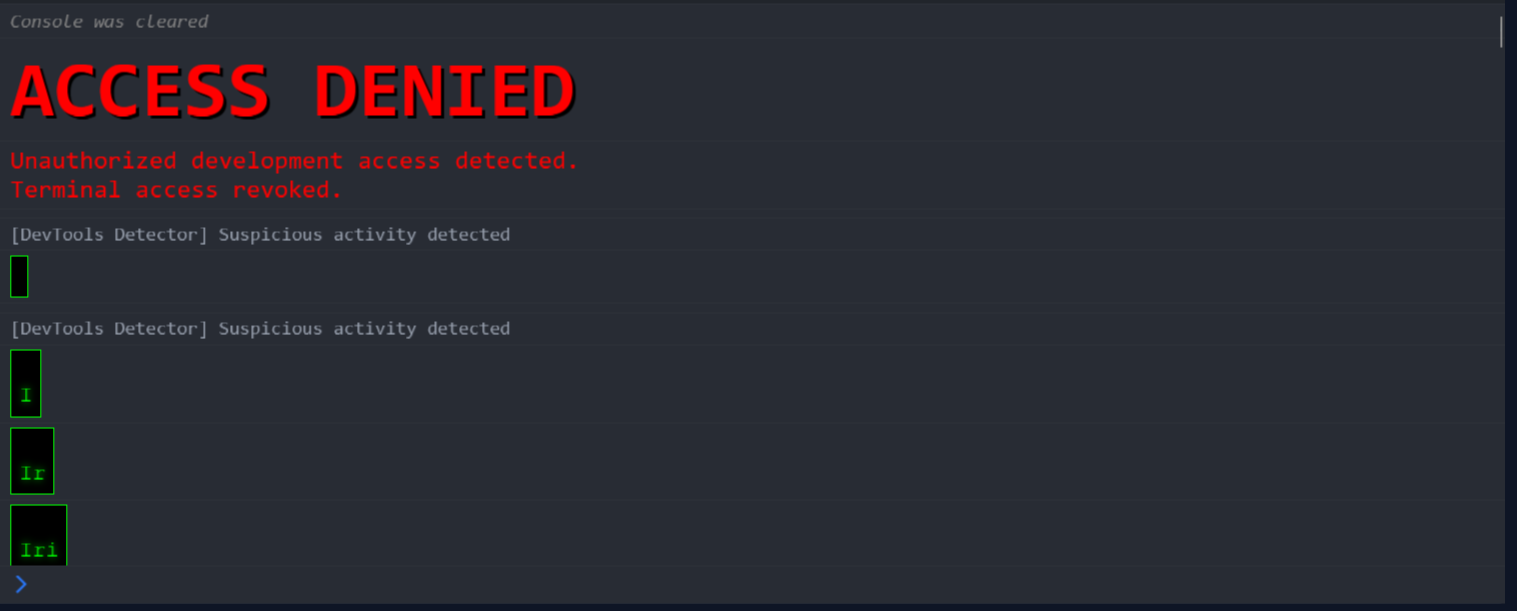 Console was cleared
ACCESS DENIED
Unauthorized development access detected.
Terminal access revoked.
[DevTools Detector] Suspicious activity detected
[DevTools Detector] Suspicious activity detected
I
Ir
Iri
>